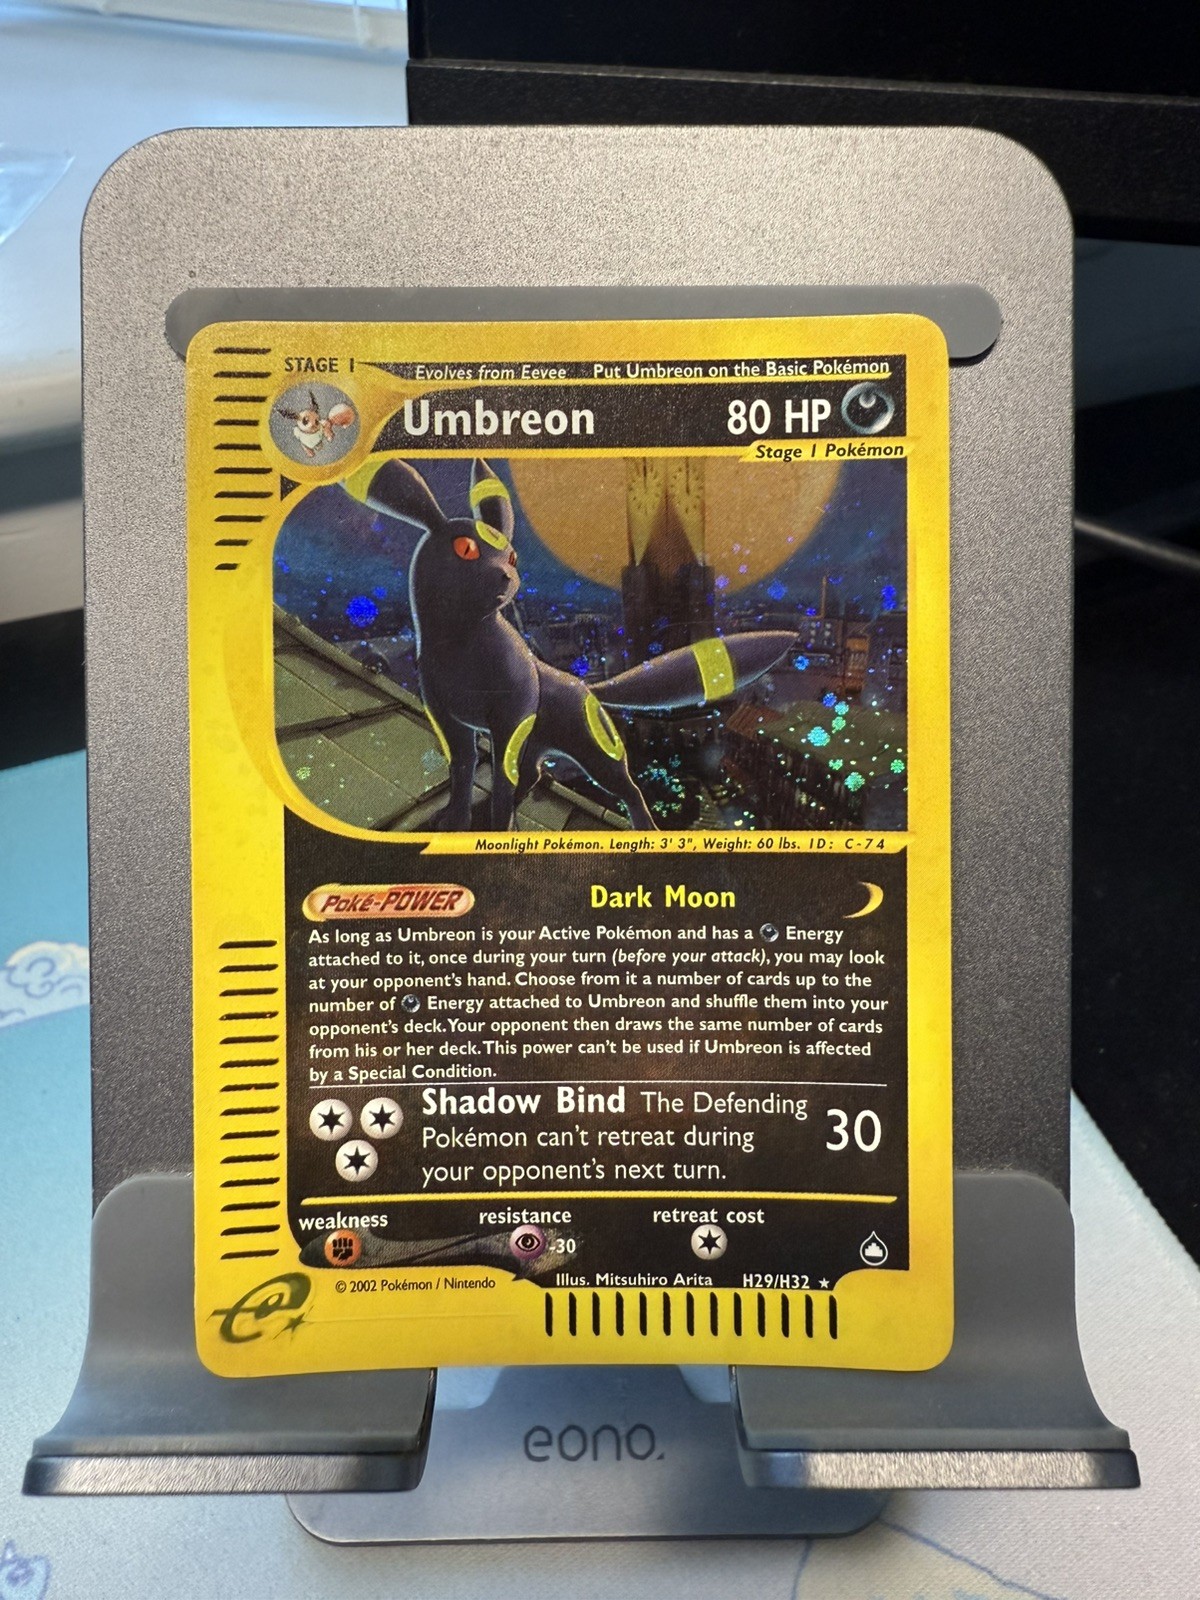 STAGE 1
Evolves from Eevee Put Umbreon on the Basic Pokémon
Umbreon 80 HP
Stage 1 Pokémon
Moonlight Pokémon. Length: 3' 3", Weight: 60 lbs. ID: C-74
Poké-POWER Dark Moon
As long as Umbreon is your Active Pokémon and has a Energy
attached to it, once during your turn (before your attack), you may look
at your opponent's hand. Choose from it a number of cards up to the
number of Energy attached to Umbreon and shuffle them into your
opponent's deck. Your opponent then draws the same number of cards
from his or her deck. This power can't be used if Umbreon is affected
by a Special Condition.
Shadow Bind The Defending 30
Pokémon can't retreat during
your opponent's next turn.
weakness resistance retreat cost
-30
© 2002 Pokémon / Nintendo Illus. Mitsuhiro Arita H29/H32 ★
e
eono.